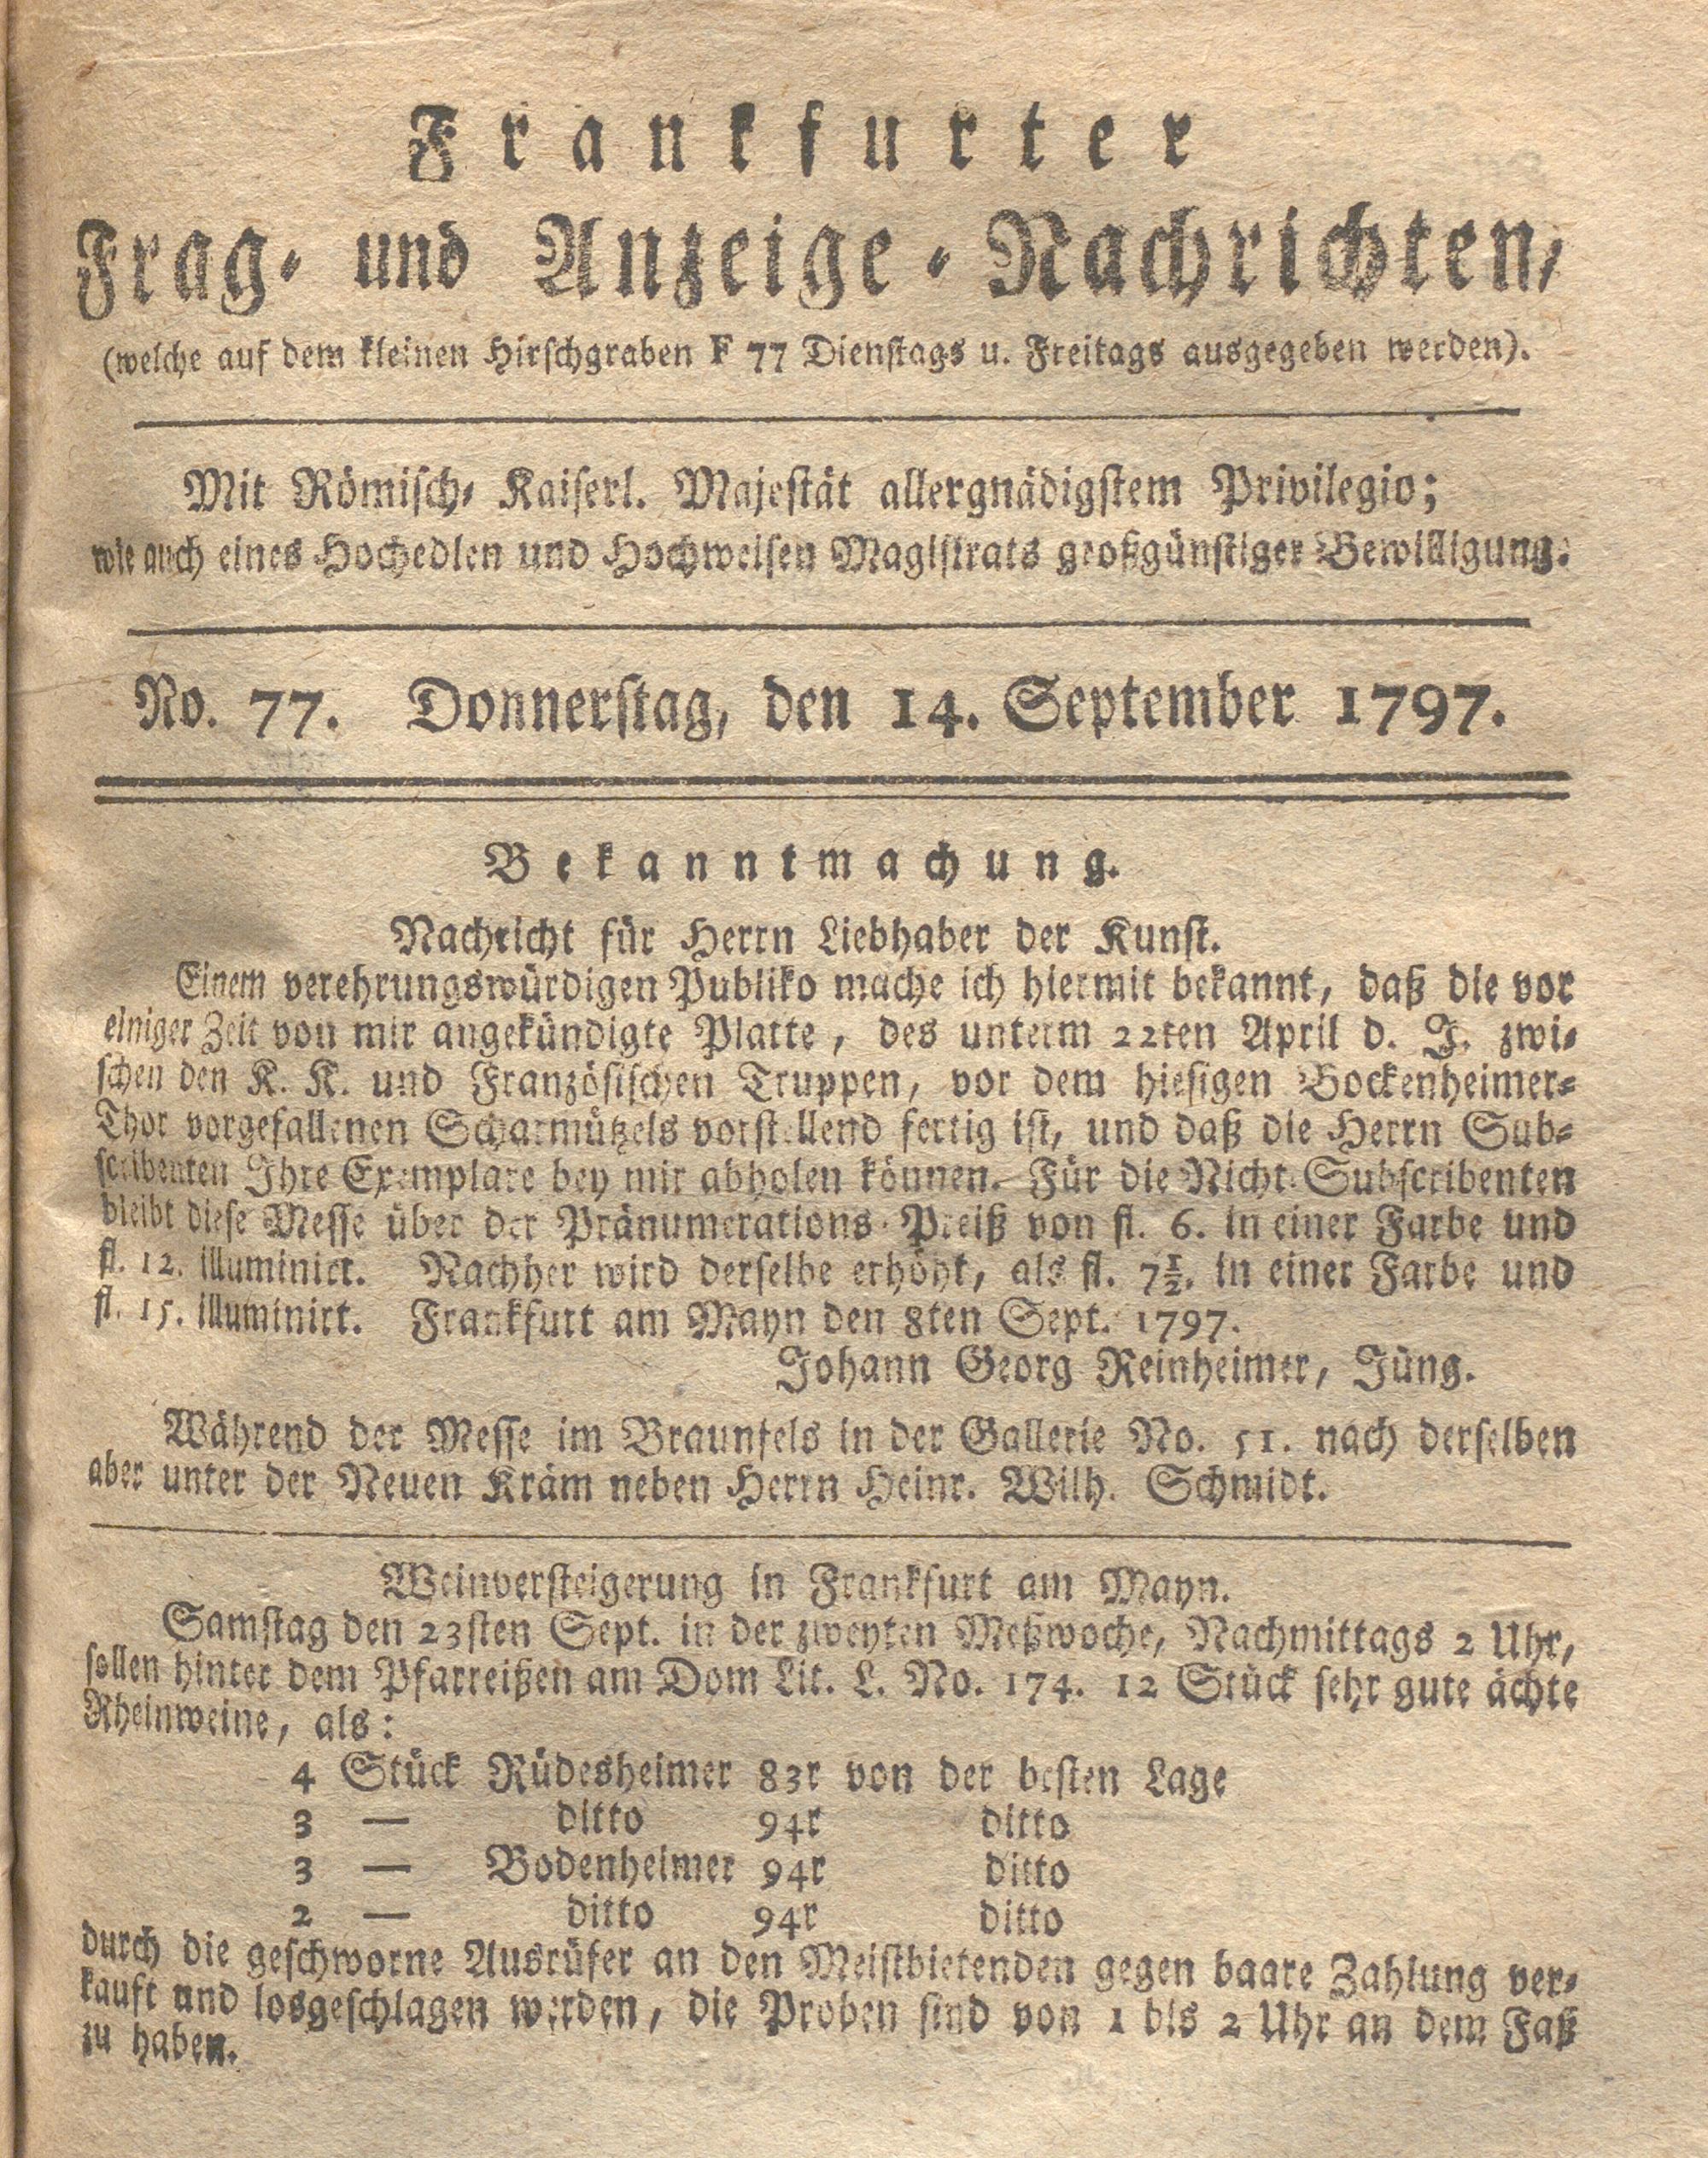 Frankfurter
Frag- und Anzeige-Nachrichten,
(welche auf dem kleinen Hirschgraben F 77 Dienstags u. Freitags ausgegeben werden).
Mit Römisch- Kaiserl. Majestät allergnädigstem Privilegio;
wie auch eines Hochedlen und Hochweisen Magistrats großgünstiger Bewilligung.
No. 77. Donnerstag, den 14. September 1797.
Bekanntmachung.
Nachricht für Herrn Liebhaber der Kunst.
Einem verehrungswürdigen Publiko mache ich hiermit bekannt, daß die vor
einiger Zeit von mir angekündigte Platte, des unterm 22ten April d. J. zwi-
schen den K. K. und Französischen Truppen, vor dem hiesigen Bockenheimer-
Thor vorgefallenen Scharmützels vorstellend fertig ist, und daß die Herrn Sub-
scribenten Ihre Exemplare bey mir abholen können. Für die Nicht-Subscribenten
bleibt diese Messe über der Pränumerations-Preiß von fl. 6. in einer Farbe und
fl. 12. illuminirt. Nachher wird derselbe erhöht, als fl. 7½. in einer Farbe und
fl. 15. illuminirt. Frankfurt am Mayn den 8ten Sept. 1797.
Johann Georg Reinheimer, Jüng.
Während der Messe im Braunfels in der Gallerie No. 51. nach derselben
aber unter der Neuen Kräm neben Herrn Heinr. Wilh. Schmidt.
Weinversteigerung in Frankfurt am Mayn.
Samstag den 23sten Sept. in der zweyten Meßwoche, Nachmittags 2 Uhr,
sollen hinter dem Pfarreißen am Dom Lit. L. No. 174. 12 Stück sehr gute ächte
Rheinweine, als:
4 Stück Rüdesheimer 83r von der besten Lage
3 — ditto 94r ditto
3 — Bodenheimer 94r ditto
2 — ditto 94r ditto
durch die geschworne Ausrüfer an den Meistbietenden gegen baare Zahlung ver-
kauft und losgeschlagen werden, die Proben sind von 1 bis 2 Uhr an dem Faß
zu haben.